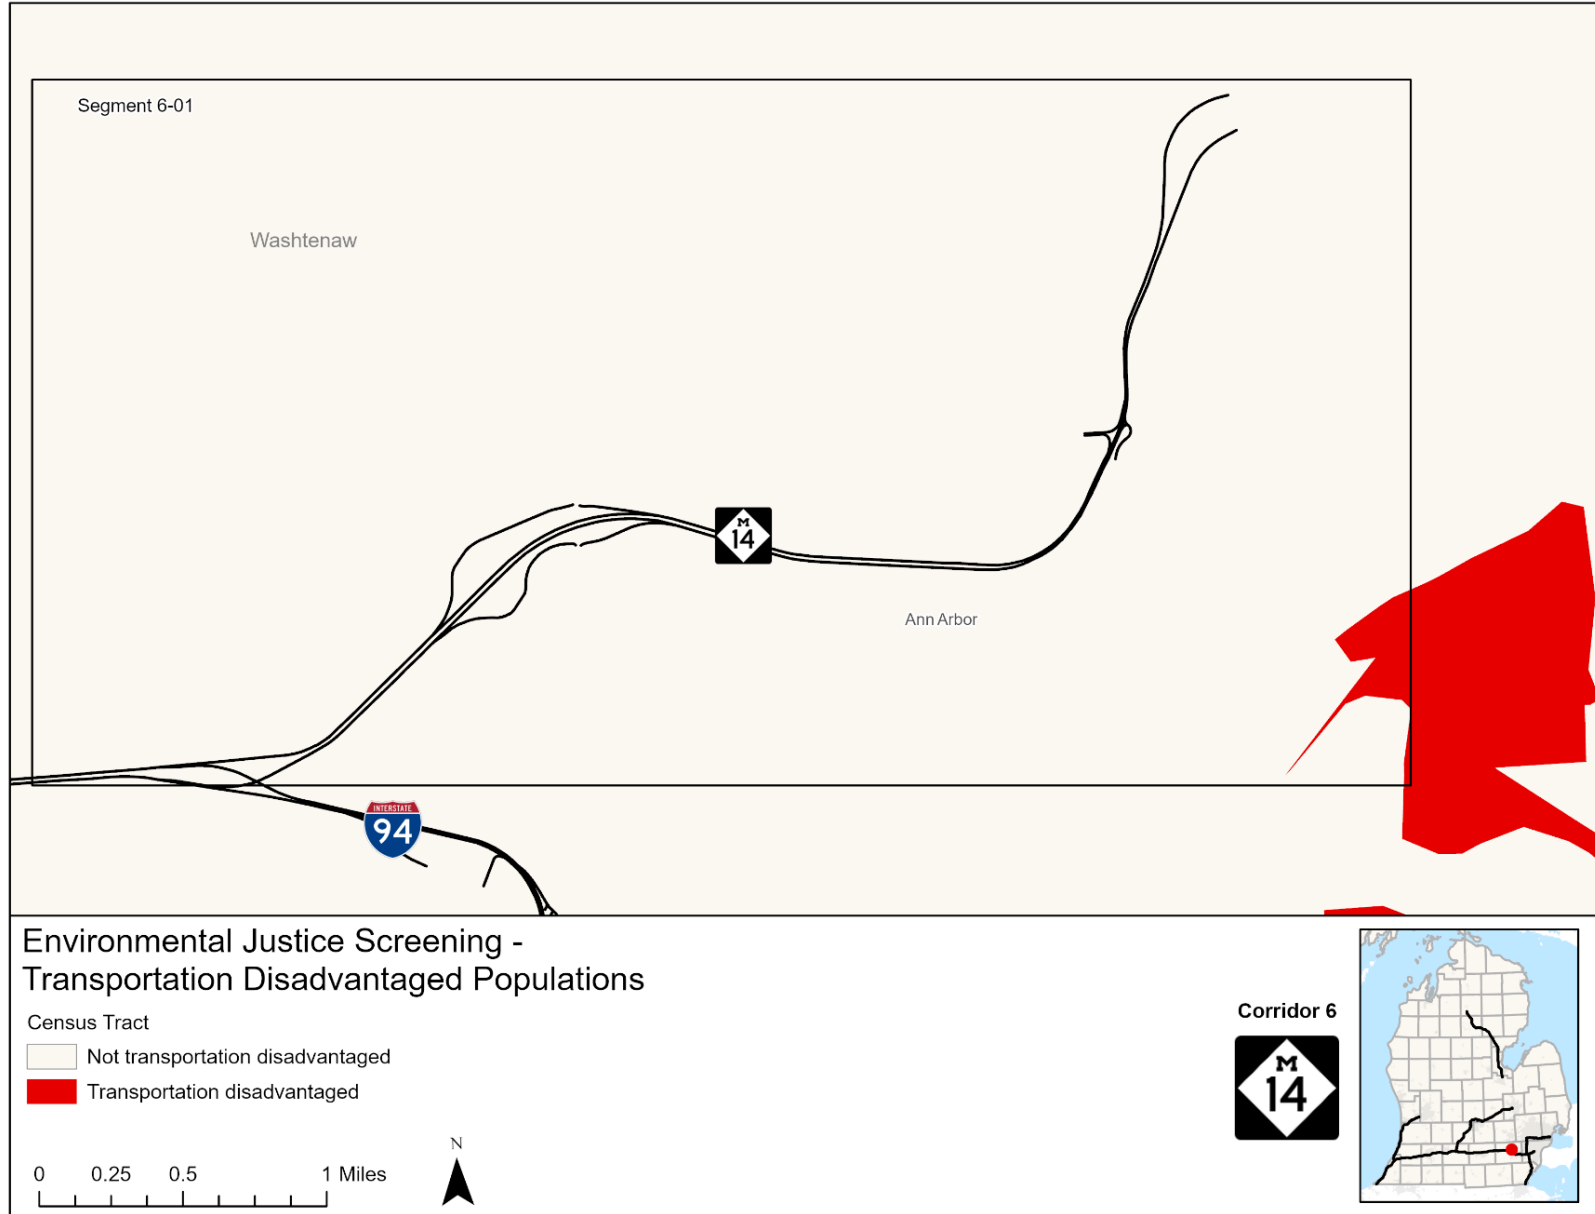 Segment 6-01
Washtenaw
M
14
Ann Arbor
INTERSTATE
94
Environmental Justice Screening -
Transportation Disadvantaged Populations
Census Tract
Not transportation disadvantaged
Transportation disadvantaged
0 0.25 0.5 1 Miles
N
Corridor 6
M
14